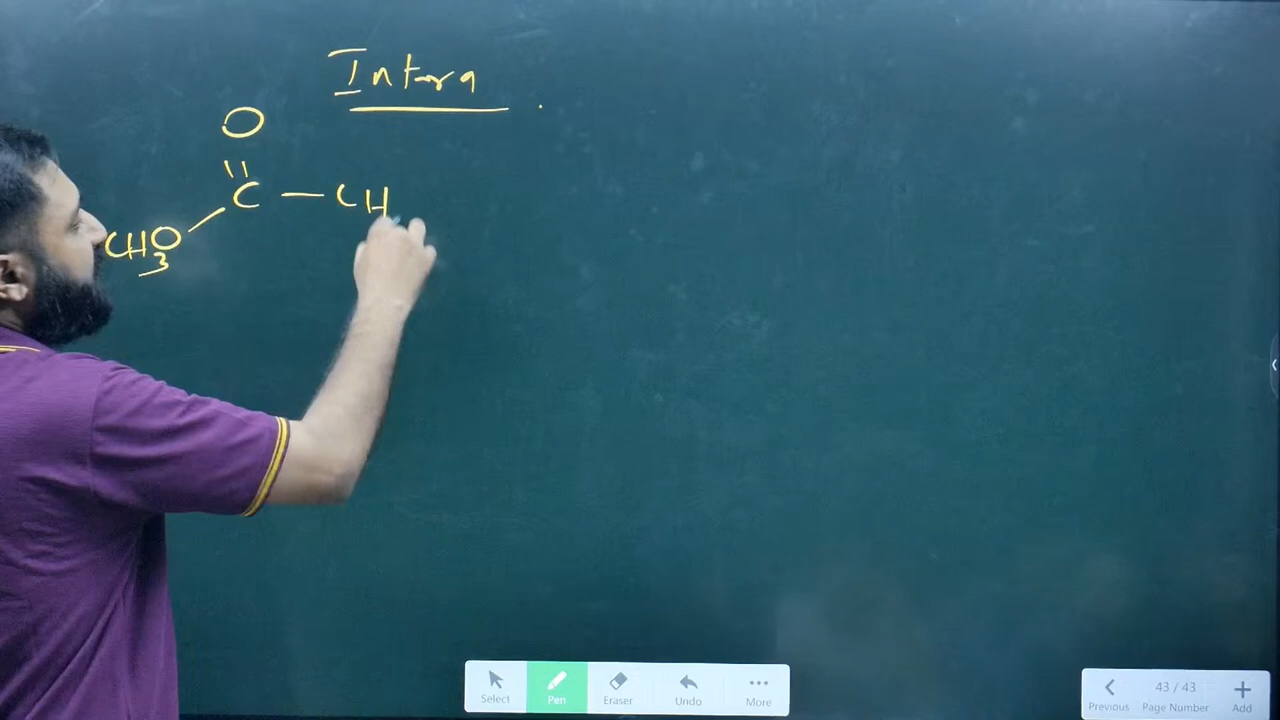 Intra
O
"
C — CH
CH3O
Select Pen Eraser Undo More
43 / 43
Previous Page Number Add